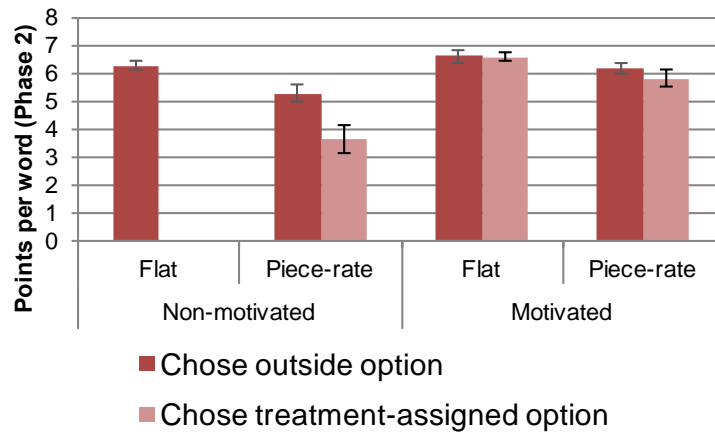 Points per word (Phase 2)
8
7
6
5
4
3
2
1
0
Flat
Piece-rate
Flat
Piece-rate
Non-motivated
Motivated
Chose outside option
Chose treatment-assigned option